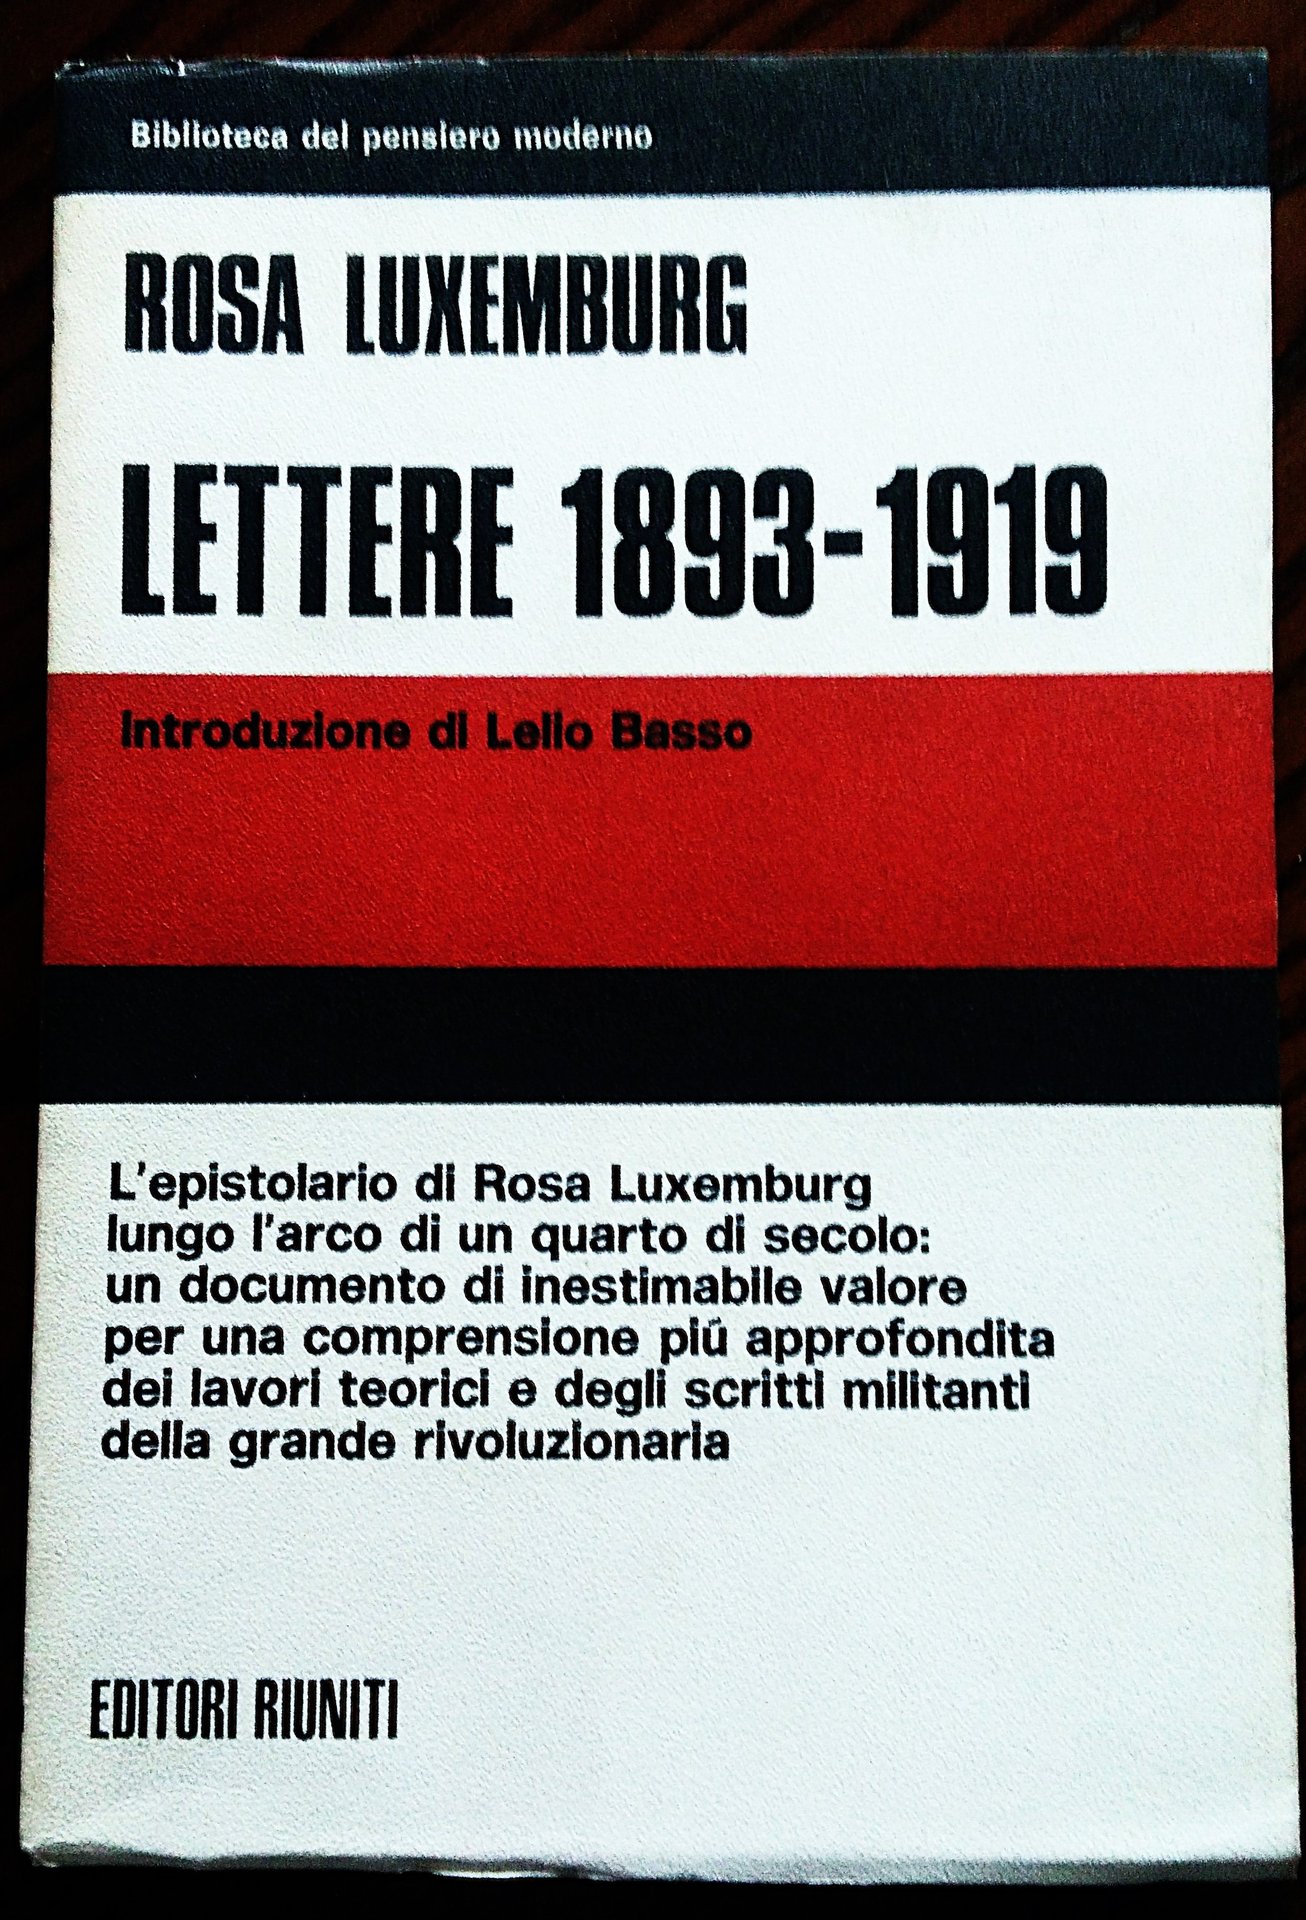 Biblioteca del pensiero moderno
ROSA LUXEMBURG
LETTERE 1893-1919
Introduzione di Lelio Basso
L'epistolario di Rosa Luxemburg
lungo l'arco di un quarto di secolo:
un documento di inestimabile valore
per una comprensione piú approfondita
dei lavori teorici e degli scritti militanti
della grande rivoluzionaria
EDITORI RIUNITI